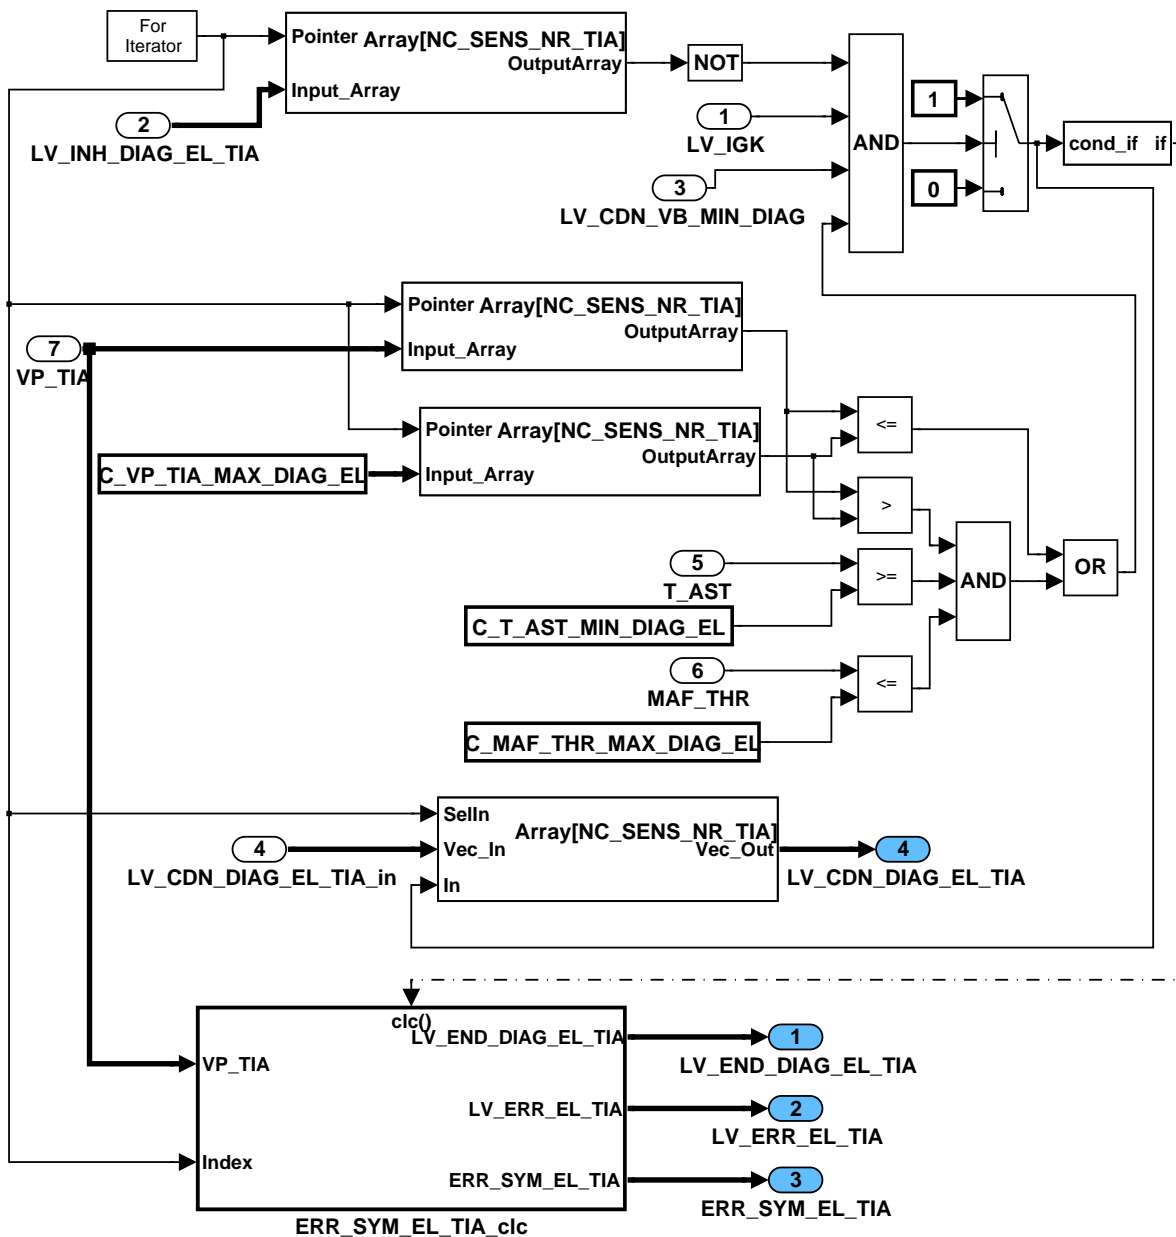 For
Iterator
Pointer
Array[NC_SENS_NR_TIA]
OutputArray
Input_Array
NOT
2
LV_INH_DIAG_EL_TIA
1
LV_IGK
3
LV_CDN_VB_MIN_DIAG
AND
1
0
cond_if if
Pointer
Array[NC_SENS_NR_TIA]
OutputArray
Input_Array
7
VP_TIA
Pointer
Array[NC_SENS_NR_TIA]
OutputArray
Input_Array
C_VP_TIA_MAX_DIAG_EL
<=
>
5
T_AST
>=
AND
OR
C_T_AST_MIN_DIAG_EL
6
MAF_THR
<=
C_MAF_THR_MAX_DIAG_EL
SelIn
Array[NC_SENS_NR_TIA]
Vec_In
Vec_Out
In
4
LV_CDN_DIAG_EL_TIA_in
4
LV_CDN_DIAG_EL_TIA
clc()
LV_END_DIAG_EL_TIA
VP_TIA
LV_ERR_EL_TIA
Index
ERR_SYM_EL_TIA
ERR_SYM_EL_TIA_clc
1
LV_END_DIAG_EL_TIA
2
LV_ERR_EL_TIA
3
ERR_SYM_EL_TIA